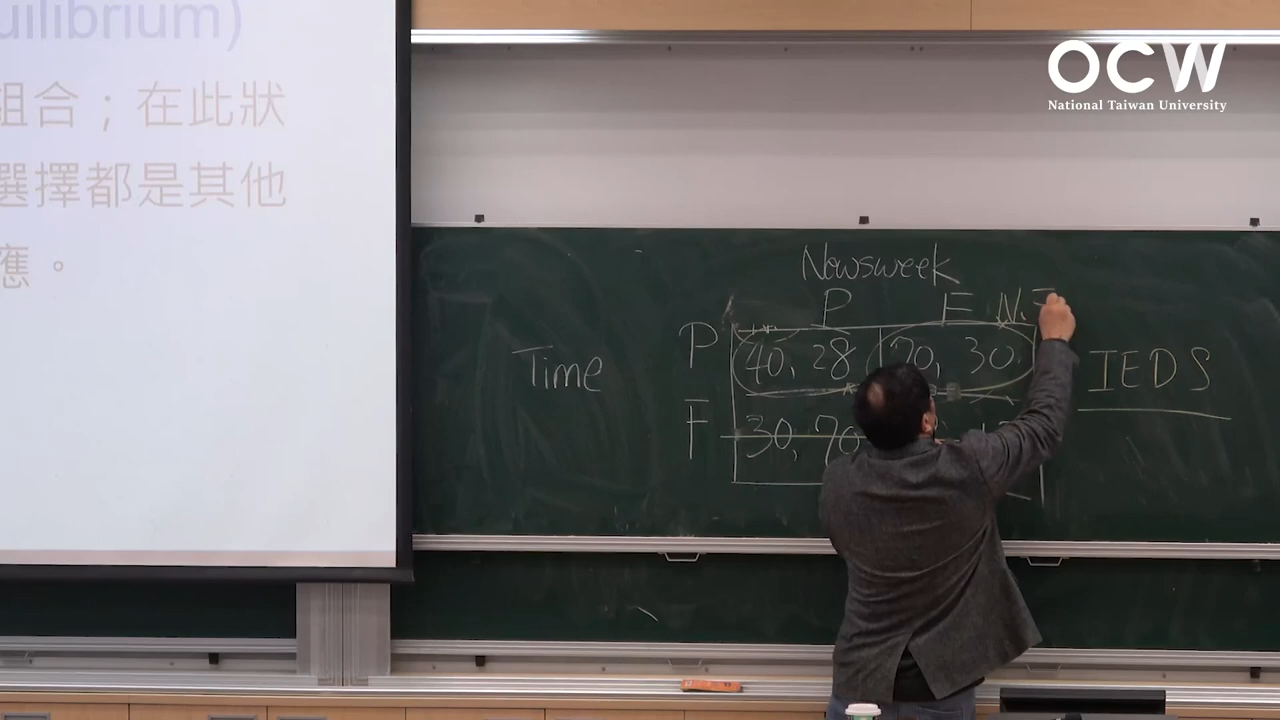 uilibrium)
組合；在此狀
選擇都是其他
應。
OCW
National Taiwan University
Newsweek
P F N.
Time
P 40, 28 70, 30
F 30, 70
IEDS